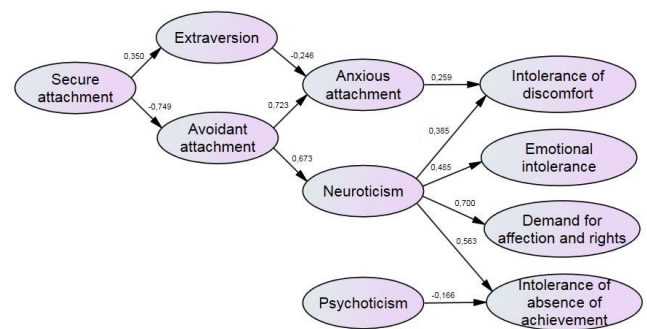 Extraversion
0,350
-0,246
Secure
attachment
Anxious
attachment
0,259
Intolerance of
discomfort
-0,749
0,723
Avoidant
attachment
0,385
0,673
0,465
Emotional
intolerance
Neuroticism
0,700
Demand for
affection and rights
0,563
Psychoticism
-0,166
Intolerance of
absence of
achievement